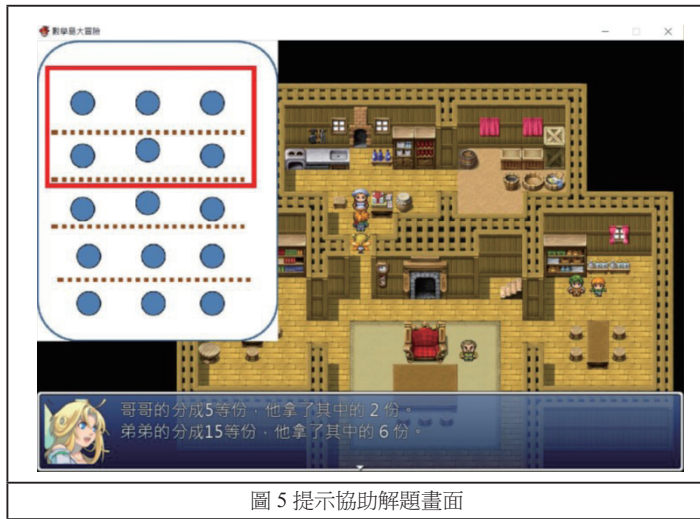 數學島大冒險
哥哥的分成5等份，他拿了其中的 2 份。
弟弟的分成15等份，他拿了其中的 6 份。
圖 5 提示協助解題畫面